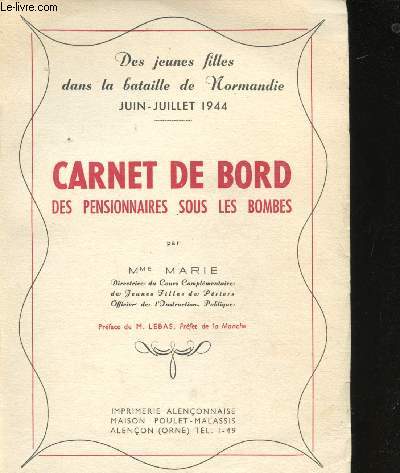 Le-livre.com
Des jeunes filles
dans la bataille de Normandie
JUIN-JUILLET 1944
CARNET DE BORD
DES PENSIONNAIRES SOUS LES BOMBES
par
MME MARIE
Directrice du Cours Complémentaire
de Jeunes Filles de Périers
Officier de l'Instruction Publique
Préface de M. LEBAS, Préfet de la Manche
IMPRIMERIE ALENÇONNAISE
MAISON POULET-MALASSIS
ALENÇON (ORNE) TÉL. 1-49